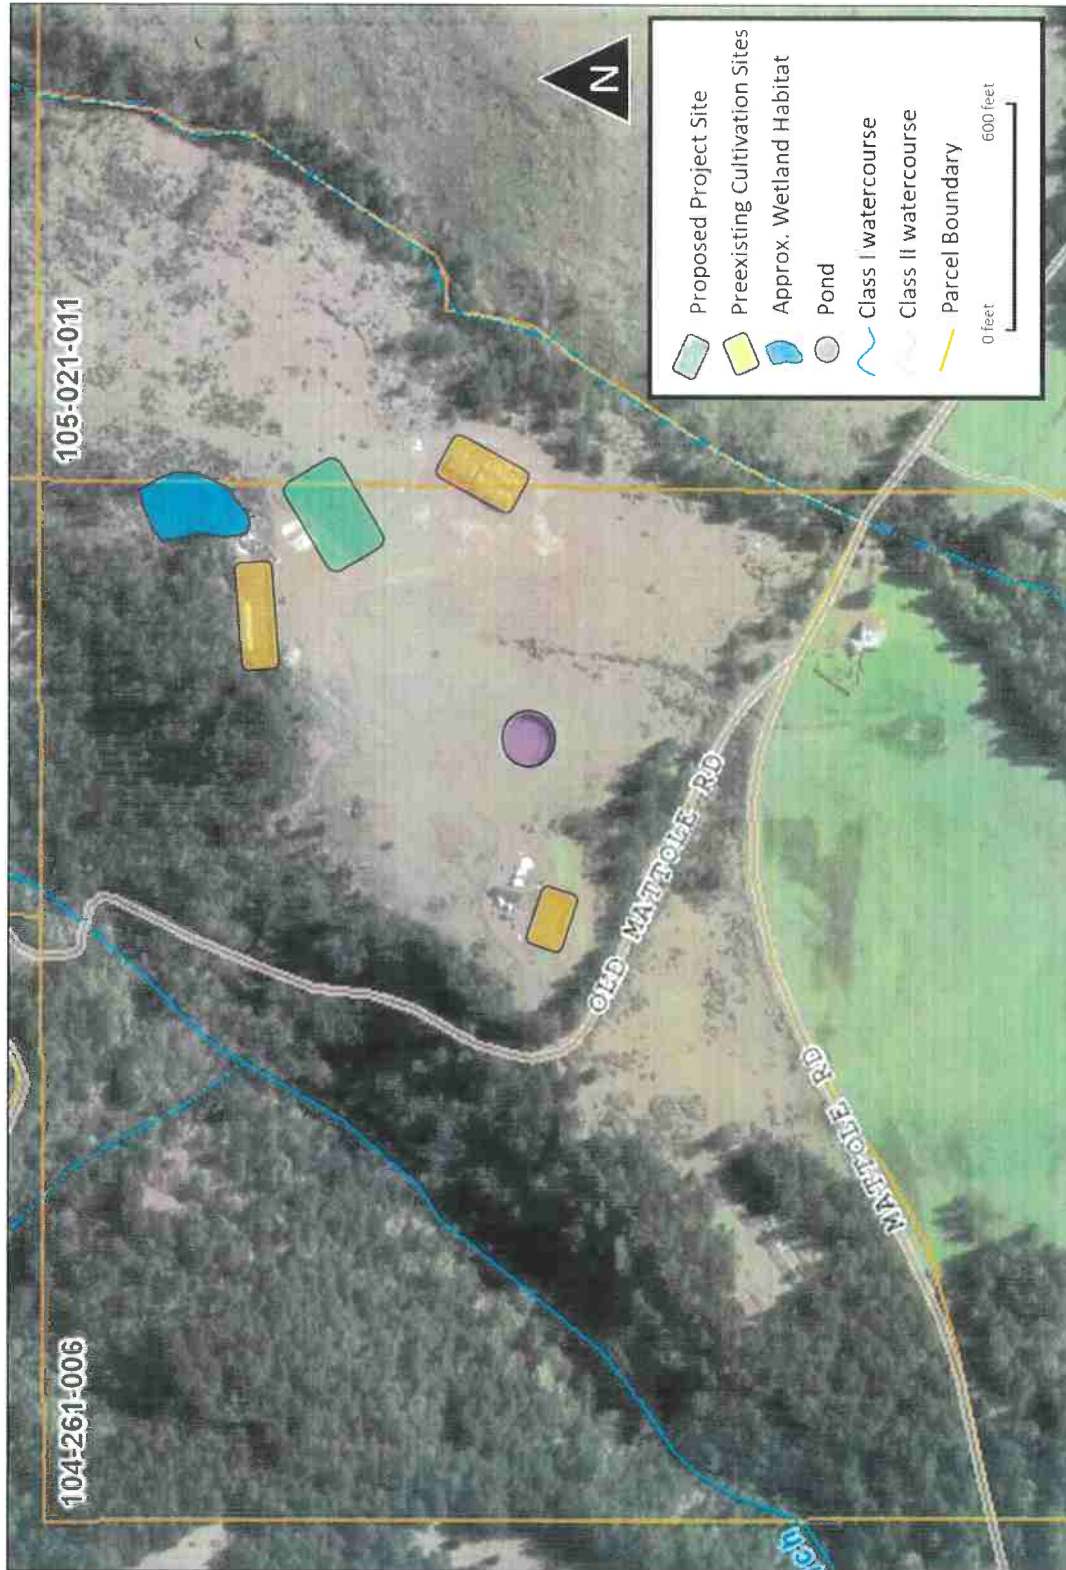 104-261-006
105-021-011
OLD MATTOLE RD
MATTOLE RD
N
Proposed Project Site
Preexisting Cultivation Sites
Approx. Wetland Habitat
Pond
Class I watercourse
Class II watercourse
Parcel Boundary
0 feet
600 feet